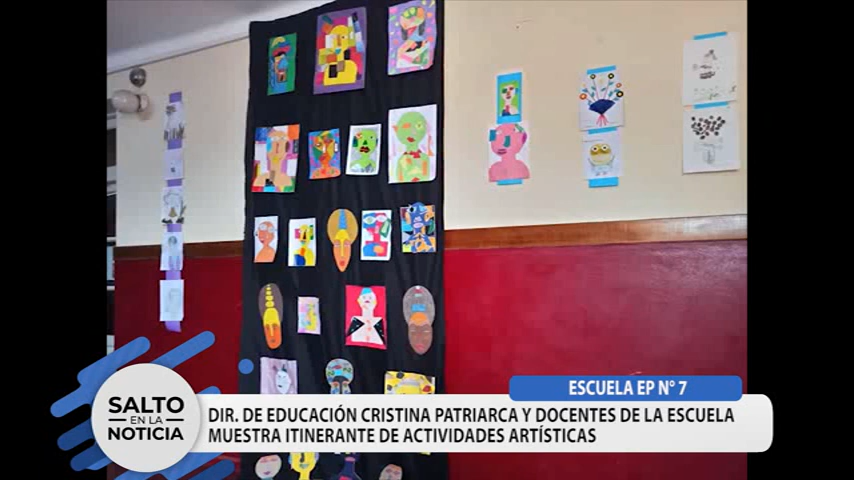 ESCUELA EP N° 7
SALTO
EN LA
NOTICIA
DIR. DE EDUCACIÓN CRISTINA PATRIARCA Y DOCENTES DE LA ESCUELA
MUESTRA ITINERANTE DE ACTIVIDADES ARTÍSTICAS